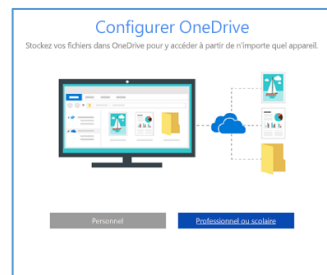 Configurer OneDrive
Stockez vos fichiers dans OneDrive pour y accéder à partir de n'importe quel appareil.
Personnel
Professionnel ou scolaire